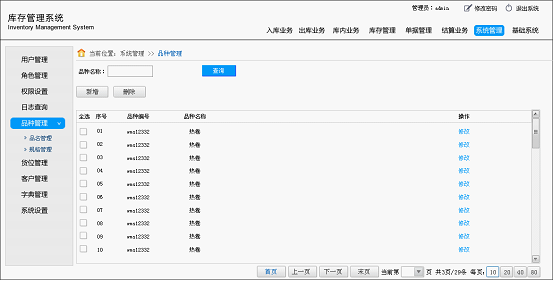 管理员：admin 修改密码 退出系统
库存管理系统
Inventory Management System
入库业务 出库业务 库内业务 库存管理 单据管理 结算业务 系统管理 基础系统
用户管理
角色管理
权限设置
日志查询
品种管理
> 品名管理
> 规格管理
货位管理
客户管理
字典管理
系统设置
当前位置：系统管理 >> 品种管理
品种名称： 查询
新增 删除
全选 序号 品种编号 品种名称 操作
01 wws12332 热卷 修改
02 wws12332 热卷 修改
03 wws12332 热卷 修改
04 wws12332 热卷 修改
05 wws12332 热卷 修改
06 wws12332 热卷 修改
07 wws12332 热卷 修改
08 wws12332 热卷 修改
09 wws12332 热卷 修改
10 wws12332 热卷 修改
首页 上一页 下一页 末页 当前第 页 共3页/29条 每页： 10 20 40 80